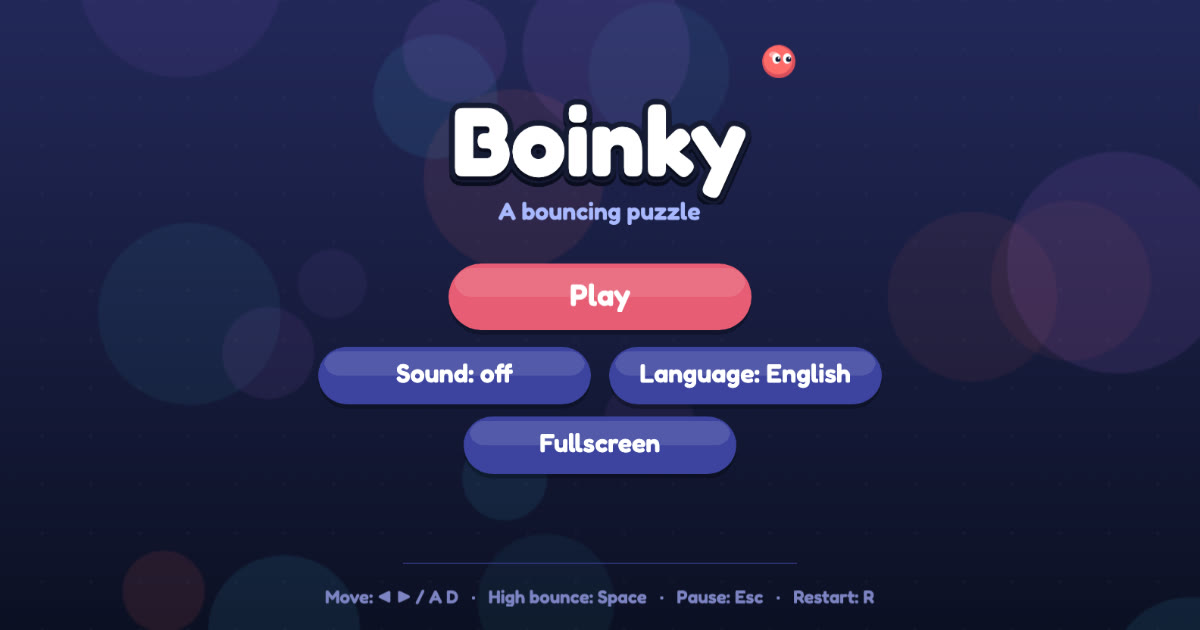 Boinky
A bouncing puzzle
Play
Sound: off
Language: English
Fullscreen
Move: ◀ ▶ / A D · High bounce: Space · Pause: Esc · Restart: R